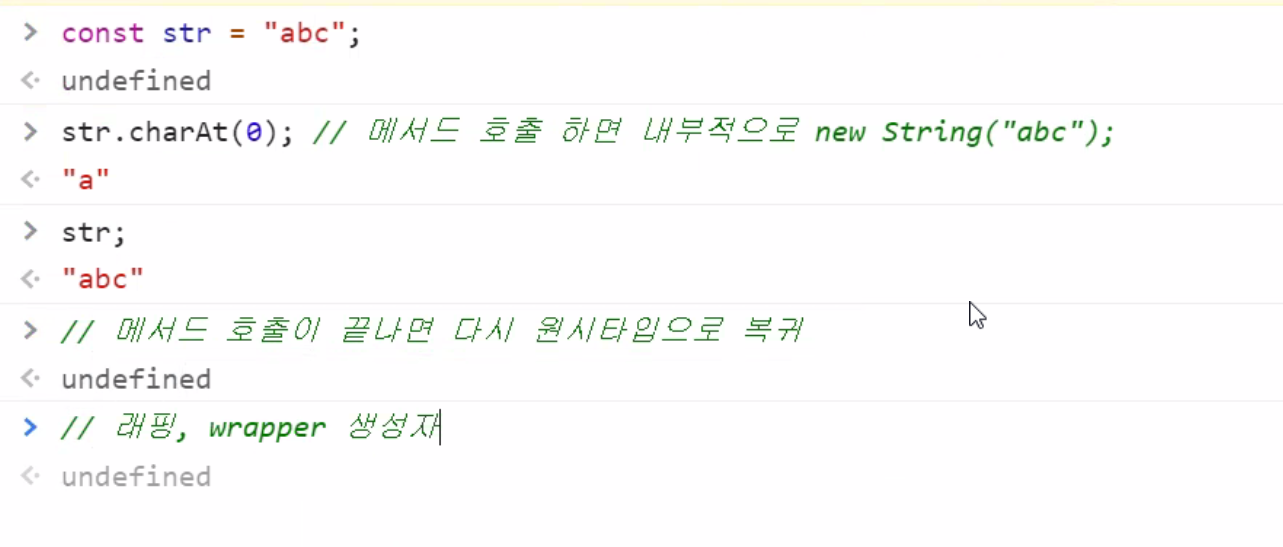 > const str = "abc";
<· undefined
> str.charAt(0); // 메서드 호출 하면 내부적으로 new String("abc");
<· "a"
> str;
<· "abc"
> // 메서드 호출이 끝나면 다시 원시타입으로 복귀
<· undefined
> // 래핑, wrapper 생성자
<· undefined